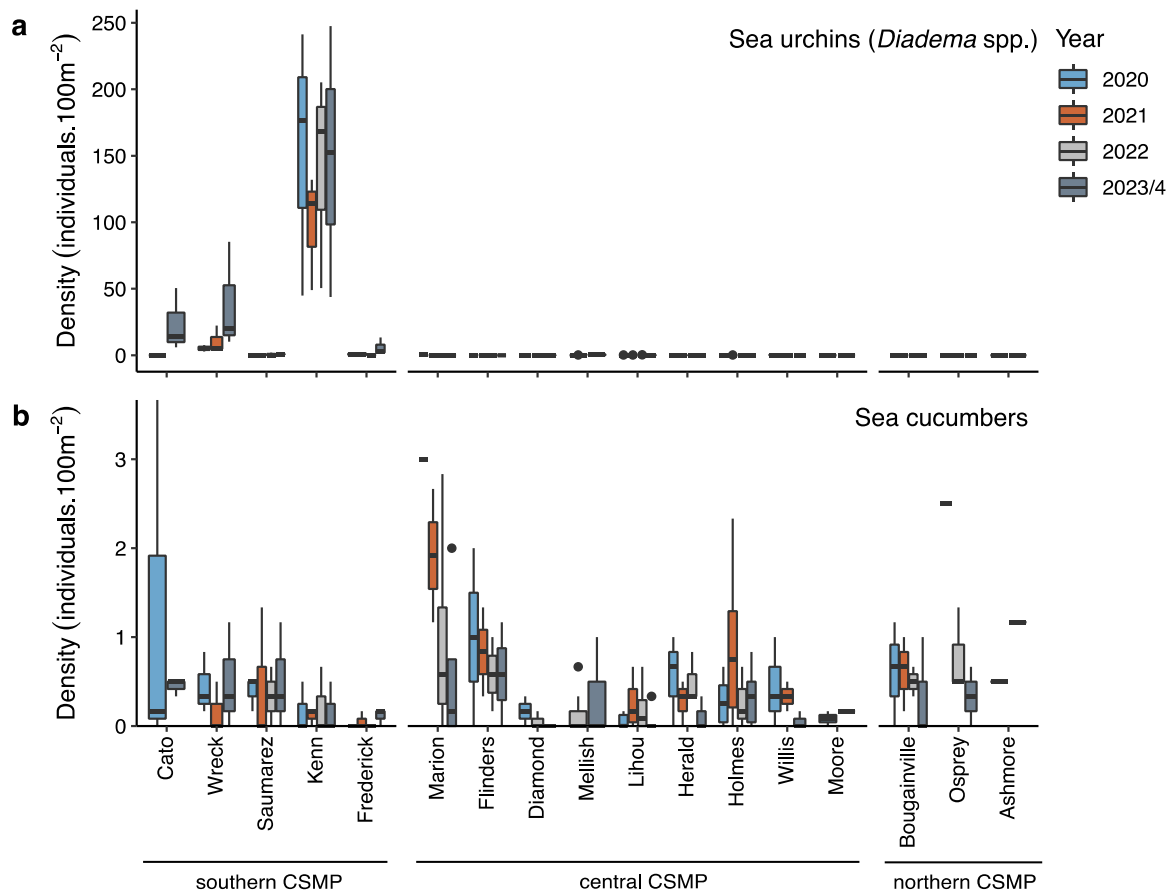 a
Sea urchins (Diadema spp.)
Year
2020
2021
2022
2023/4
Density (individuals.100m⁻²)
250
200
150
100
50
0
b
Sea cucumbers
Density (individuals.100m⁻²)
3
2
1
0
Cato
Wreck
Saumarez
Kenn
Frederick
Marion
Flinders
Diamond
Mellish
Lihou
Herald
Holmes
Willis
Moore
Bougainville
Osprey
Ashmore
southern CSMP
central CSMP
northern CSMP